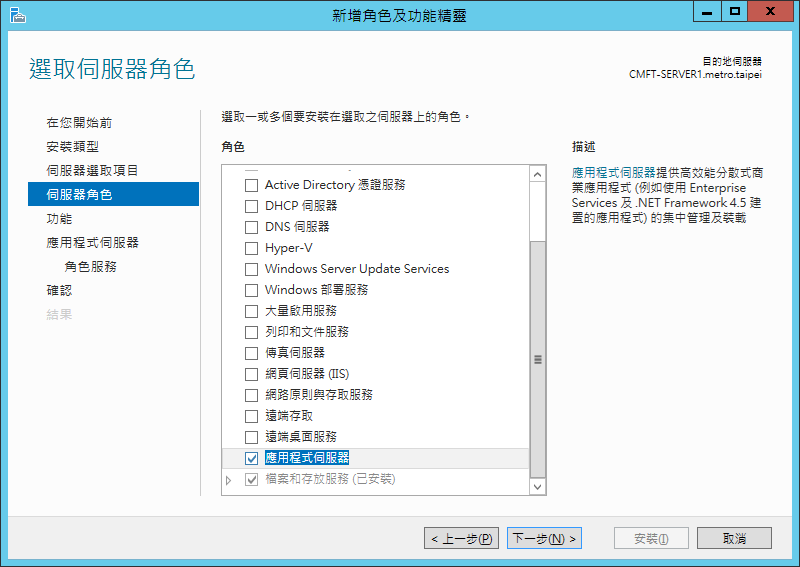 新增角色及功能精靈
選取伺服器角色
目的地伺服器
CMFT-SERVER1.metro.taipei
在您開始前
安裝類型
伺服器選取項目
伺服器角色
功能
應用程式伺服器
角色服務
確認
結果
選取一或多個要安裝在選取之伺服器上的角色。
角色
Active Directory 憑證服務
DHCP 伺服器
DNS 伺服器
Hyper-V
Windows Server Update Services
Windows 部署服務
大量啟用服務
列印和文件服務
傳真伺服器
網頁伺服器 (IIS)
網路原則與存取服務
遠端存取
遠端桌面服務
應用程式伺服器
檔案和存放服務 (已安裝)
描述
應用程式伺服器提供高效能分散式商
業應用程式 (例如使用 Enterprise
Services 及 .NET Framework 4.5 建
置的應用程式) 的集中管理及裝載
< 上一步(P)
下一步(N) >
安裝(I)
取消